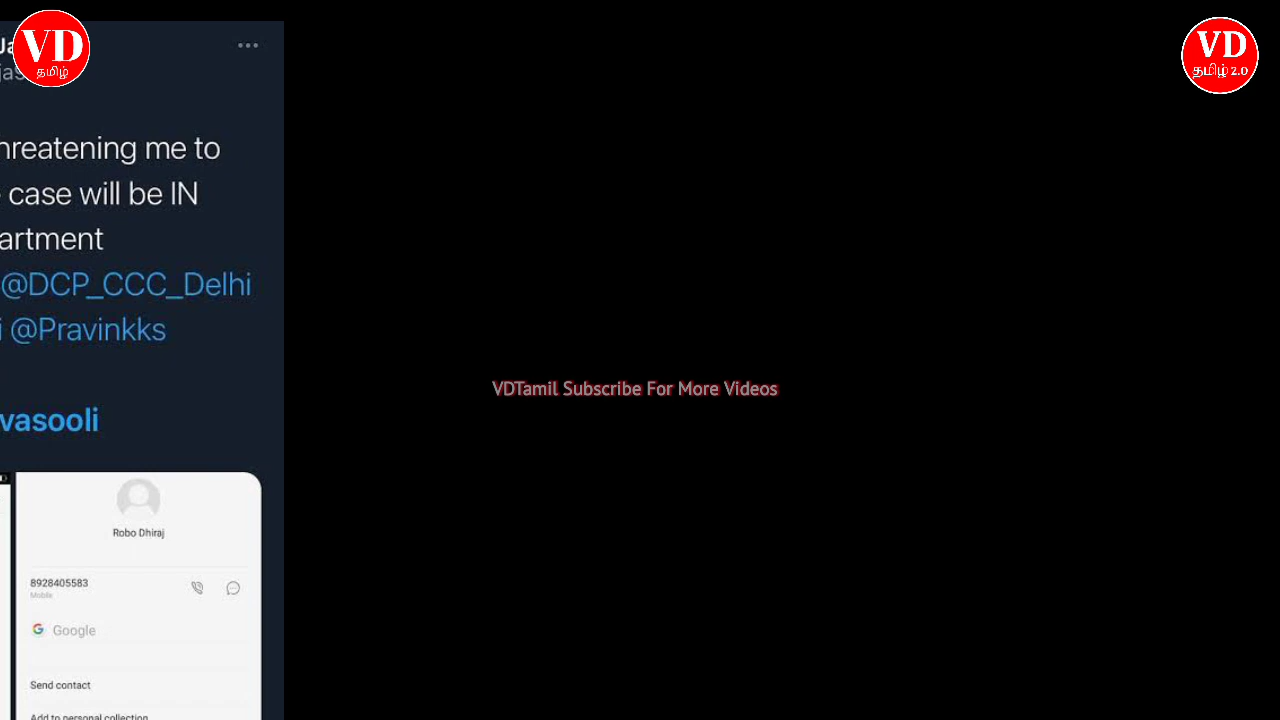 VD
தமிழ்
VD
தமிழ் 2.0
threatening me to
case will be IN
artment
@DCP_CCC_Delhi
@Pravinkks
vasooli
VDTamil Subscribe For More Videos
Robo Dhiraj
8928405583
Mobile
Google
Send contact
Add to personal collection